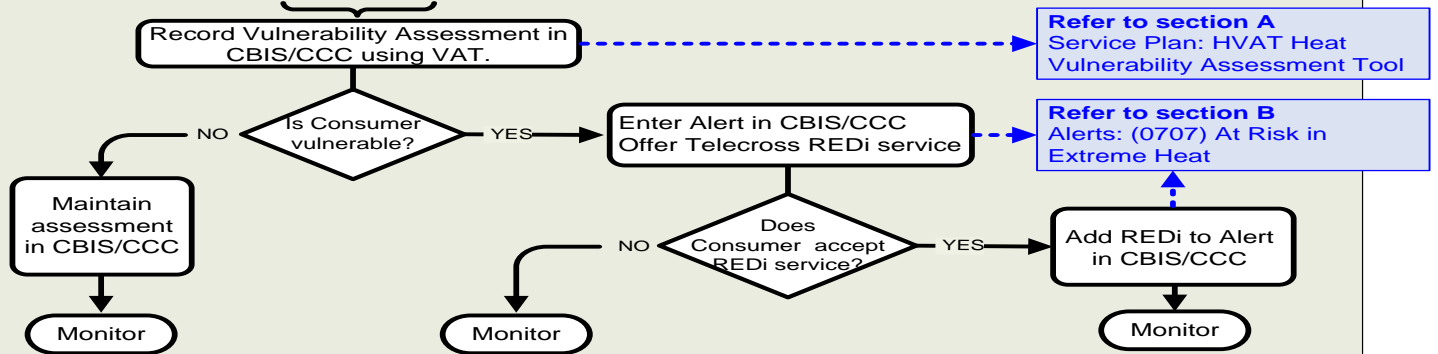 Record Vulnerability Assessment in
CBIS/CCC using VAT.
Refer to section A
Service Plan: HVAT Heat
Vulnerability Assessment Tool
Is Consumer
vulnerable?
NO
YES
Enter Alert in CBIS/CCC
Offer Telecross REDi service
Refer to section B
Alerts: (0707) At Risk in
Extreme Heat
Maintain
assessment
in CBIS/CCC
Does
Consumer accept
REDi service?
NO
YES
Add REDi to Alert
in CBIS/CCC
Monitor
Monitor
Monitor